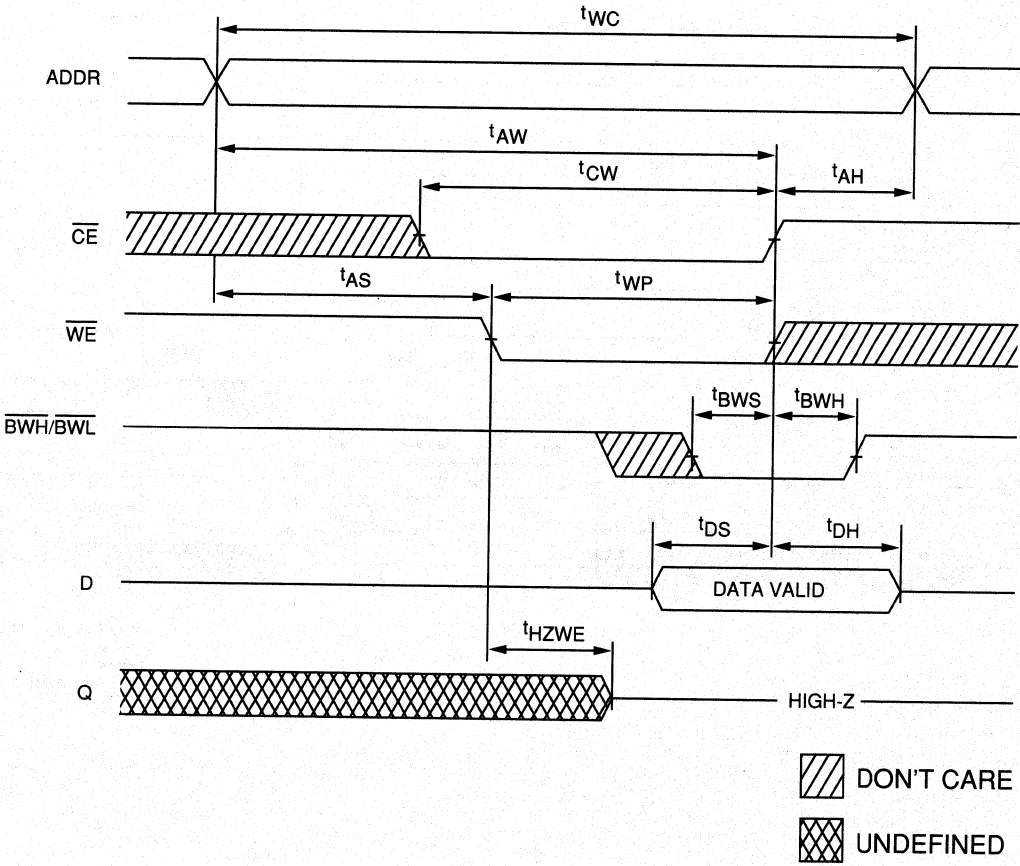 tWC
ADDR
tAW
tCW
tAH
CE
tAS
tWP
WE
tBWS
tBWH
BWH/BWL
tDS
tDH
D
DATA VALID
tHZWE
Q
HIGH-Z
DON'T CARE
UNDEFINED